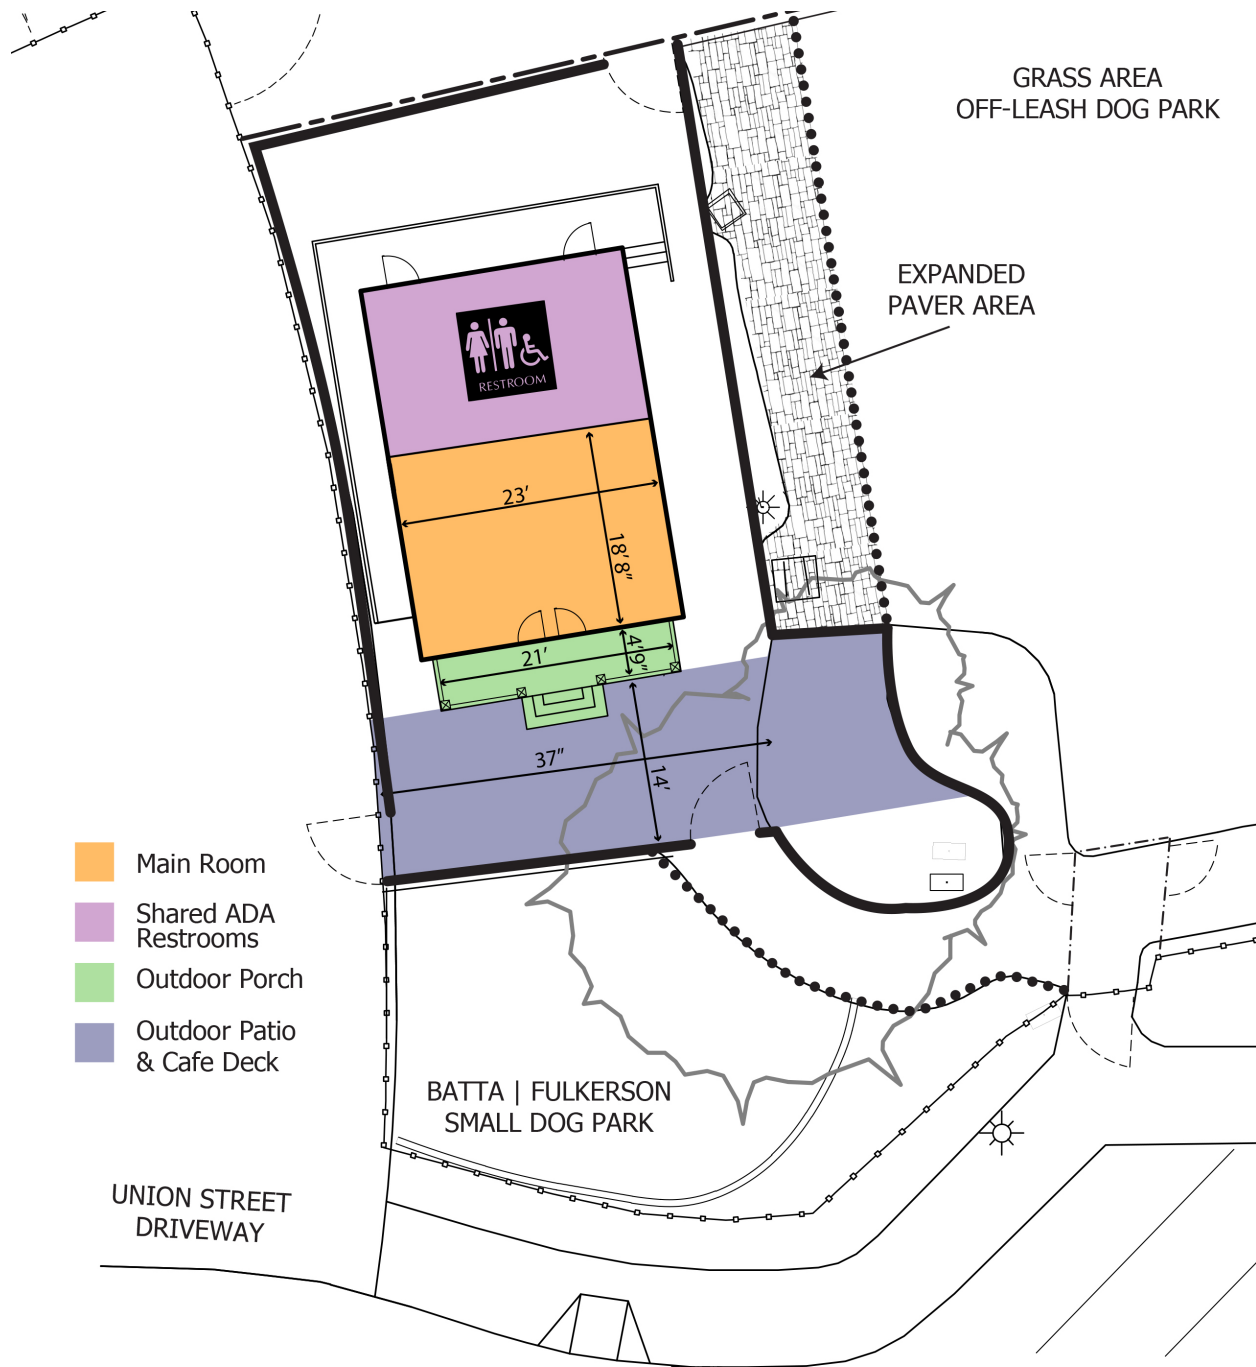 GRASS AREA
OFF-LEASH DOG PARK
EXPANDED
PAVER AREA
RESTROOM
23′
18′ 8″
21′
4′9″
37″
14′
Main Room
Shared ADA
Restrooms
Outdoor Porch
Outdoor Patio
& Cafe Deck
BATTA | FULKERSON
SMALL DOG PARK
UNION STREET
DRIVEWAY